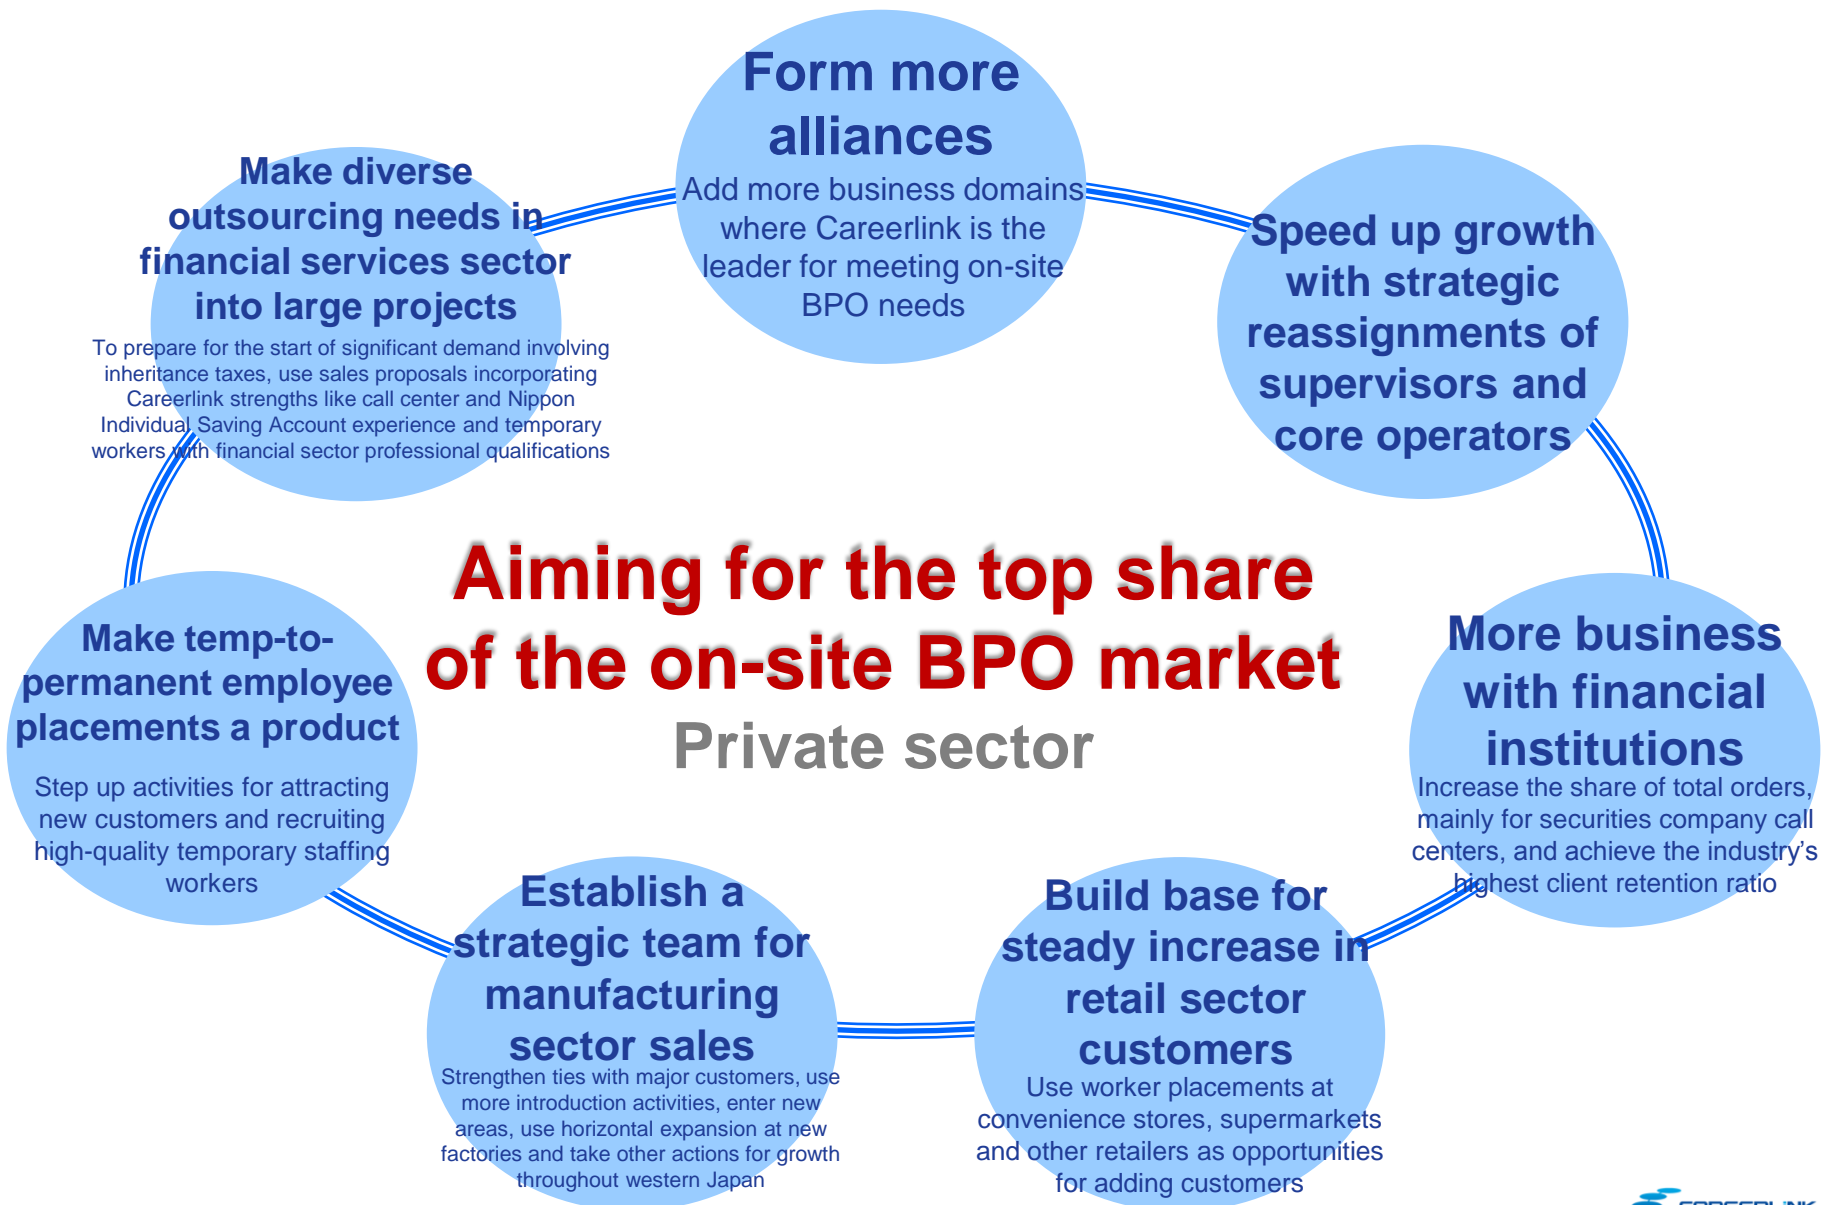 Form more
alliances
Add more business domains
where Careerlink is the
leader for meeting on-site
BPO needs
Make diverse
outsourcing needs in
financial services sector
into large projects
To prepare for the start of significant demand involving
inheritance taxes, use sales proposals incorporating
Careerlink strengths like call center and Nippon
Individual Saving Account experience and temporary
workers with financial sector professional qualifications
Speed up growth
with strategic
reassignments of
supervisors and
core operators
Aiming for the top share
of the on-site BPO market
Private sector
Make temp-to-
permanent employee
placements a product
Step up activities for attracting
new customers and recruiting
high-quality temporary staffing
workers
More business
with financial
institutions
Increase the share of total orders,
mainly for securities company call
centers, and achieve the industry's
highest client retention ratio
Establish a
strategic team for
manufacturing
sector sales
Strengthen ties with major customers, use
more introduction activities, enter new
areas, use horizontal expansion at new
factories and take other actions for growth
throughout western Japan
Build base for
steady increase in
retail sector
customers
Use worker placements at
convenience stores, supermarkets
and other retailers as opportunities
for adding customers
CAREERLINK